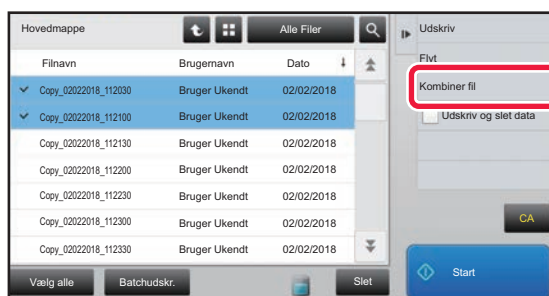 Hovedmappe Alle Filer
Filnavn Brugernavn Dato
Copy_02022018_112030 Bruger Ukendt 02/02/2018
Copy_02022018_112100 Bruger Ukendt 02/02/2018
Copy_02022018_112130 Bruger Ukendt 02/02/2018
Copy_02022018_112200 Bruger Ukendt 02/02/2018
Copy_02022018_112230 Bruger Ukendt 02/02/2018
Copy_02022018_112300 Bruger Ukendt 02/02/2018
Copy_02022018_112330 Bruger Ukendt 02/02/2018
Vælg alle Batchudskr. Slet
Udskriv
Flyt
Kombiner fil
Udskriv og slet data
CA
Start